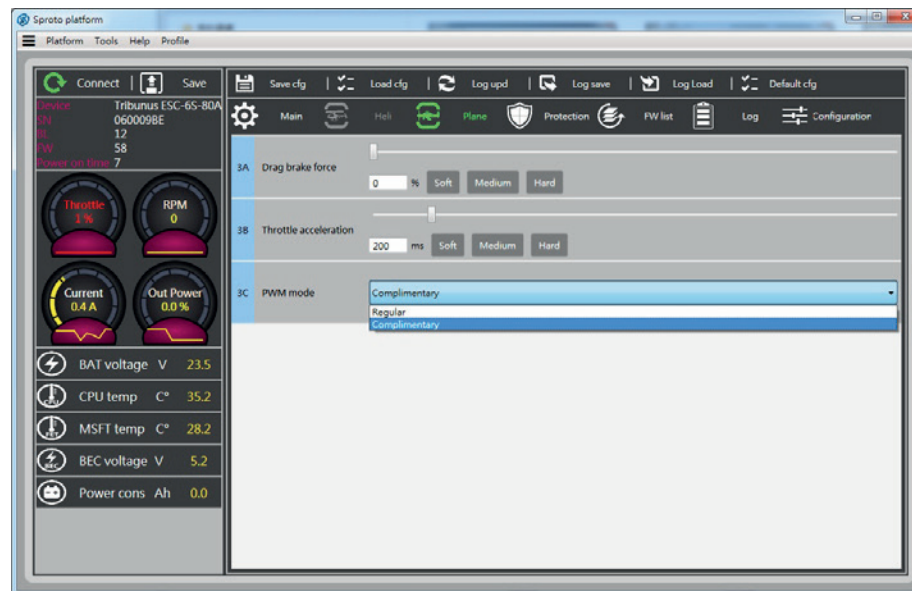 Sproto platform
Platform Tools Help Profile
Connect | Save
Save cfg | Load cfg | Log upd | Log save | Log Load | Default cfg
Device Tribunus ESC-6S-80A
SN 060009BE
BL 12
FW 58
Power on time 7
Main Heli Plane Protection FW list Log Configuration
3A Drag brake force
0 % Soft Medium Hard
3B Throttle acceleration
200 ms Soft Medium Hard
3C PWM mode Complimentary
Regular
Complimentary
Throttle
1 %
RPM
0
Current
0.4 A
Out Power
0.0 %
BAT voltage V 23.5
CPU
CPU temp C° 35.2
FET
MSFT temp C° 28.2
BEC
BEC voltage V 5.2
Power cons Ah 0.0